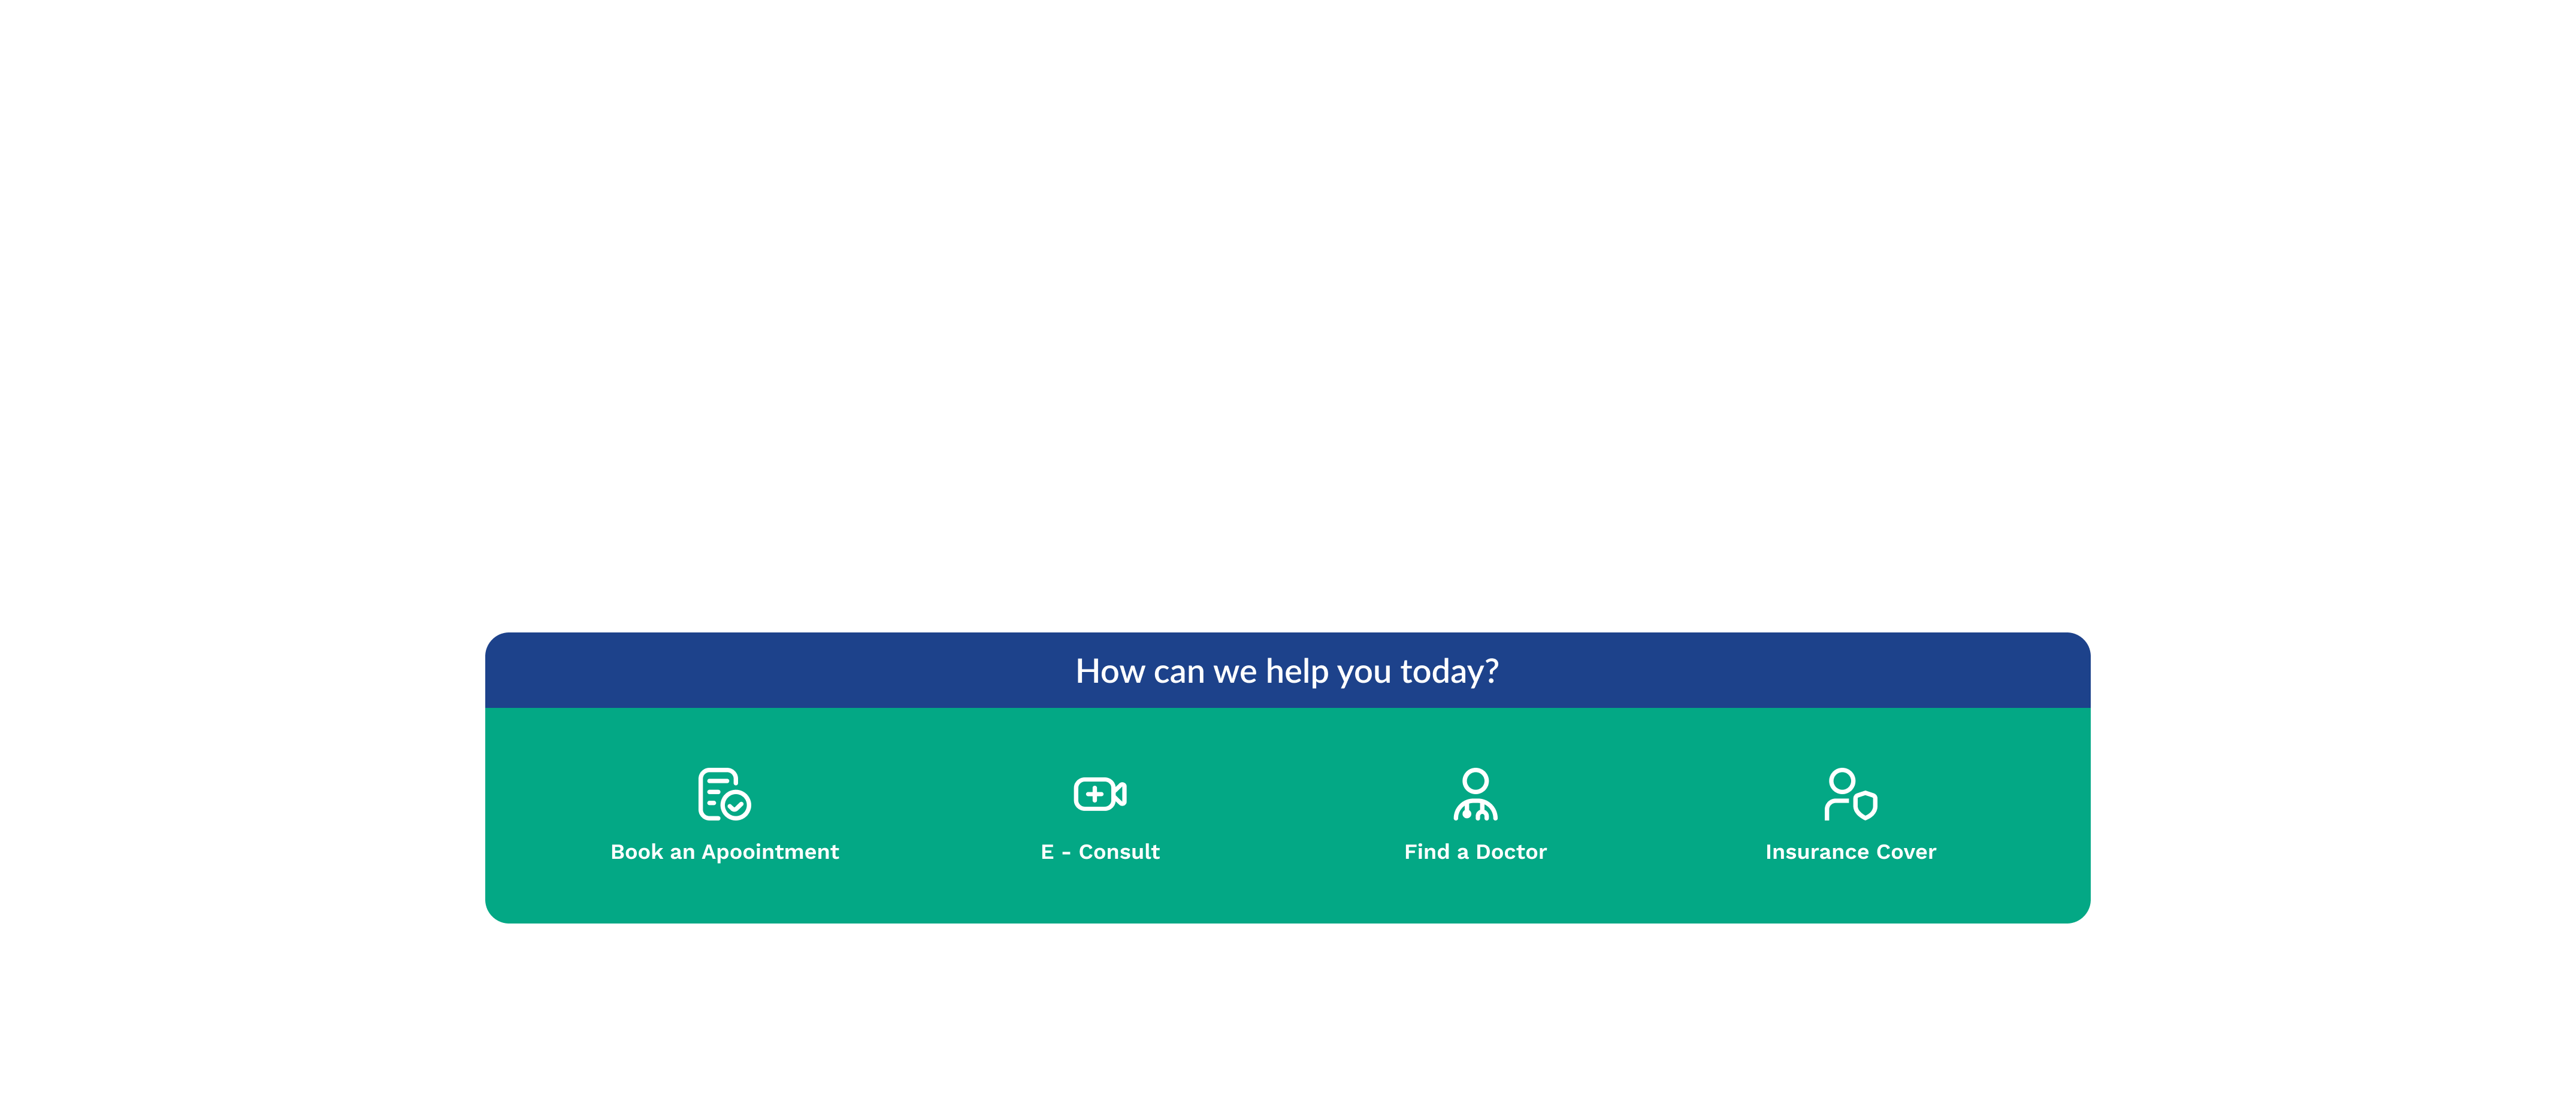 How can we help you today?
Book an Apoointment
E - Consult
Find a Doctor
Insurance Cover